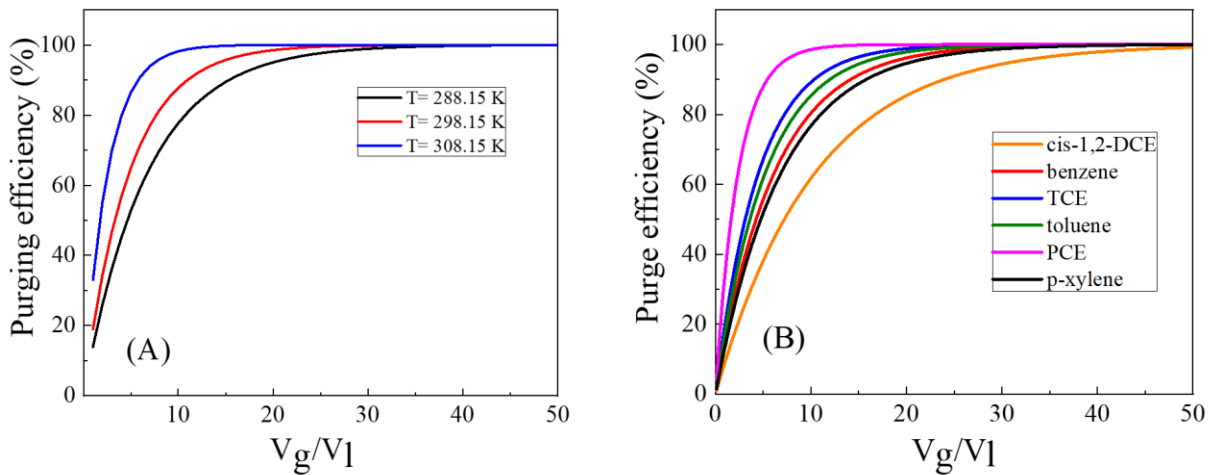 Purging efficiency (%)
100
80
60
40
20
0
T= 288.15 K
T= 298.15 K
T= 308.15 K
(A)
10
20
30
40
50
Vg/Vl
Purge efficiency (%)
100
80
60
40
20
0
cis-1,2-DCE
benzene
TCE
toluene
PCE
p-xylene
(B)
0
10
20
30
40
50
Vg/Vl